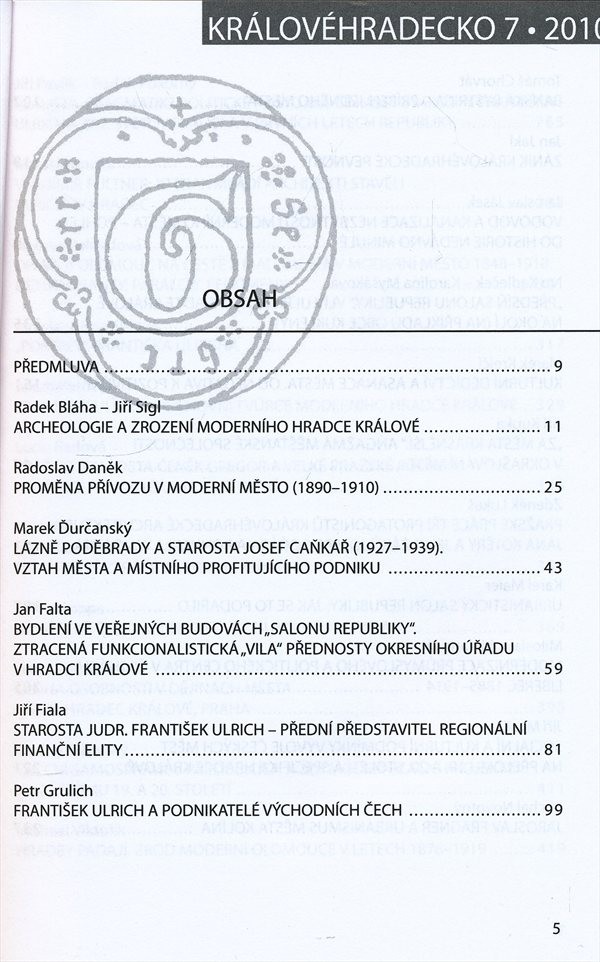 KRÁLOVÉHRADECKO 7 • 2010
OBSAH
PŘEDMLUVA 9
Radek Bláha – Jiří Sigl
ARCHEOLOGIE A ZROZENÍ MODERNÍHO HRADCE KRÁLOVÉ 11
Radoslav Daněk
PROMĚNA PŘÍVOZU V MODERNÍ MĚSTO (1890–1910) 25
Marek Ďurčanský
LÁZNĚ PODĚBRADY A STAROSTA JOSEF CAŇKÁŘ (1927–1939).
VZTAH MĚSTA A MÍSTNÍHO PROFITUJÍCÍHO PODNIKU 43
Jan Falta
BYDLENÍ VE VEŘEJNÝCH BUDOVÁCH „SALONU REPUBLIKY“.
ZTRACENÁ FUNKCIONALISTICKÁ „VILA“ PŘEDNOSTY OKRESNÍHO ÚŘADU
V HRADCI KRÁLOVÉ 59
Jiří Fiala
STAROSTA JUDR. FRANTIŠEK ULRICH – PŘEDNÍ PŘEDSTAVITEL REGIONÁLNÍ
FINANČNÍ ELITY 81
Petr Grulich
FRANTIŠEK ULRICH A PODNIKATELÉ VÝCHODNÍCH ČECH 99
5